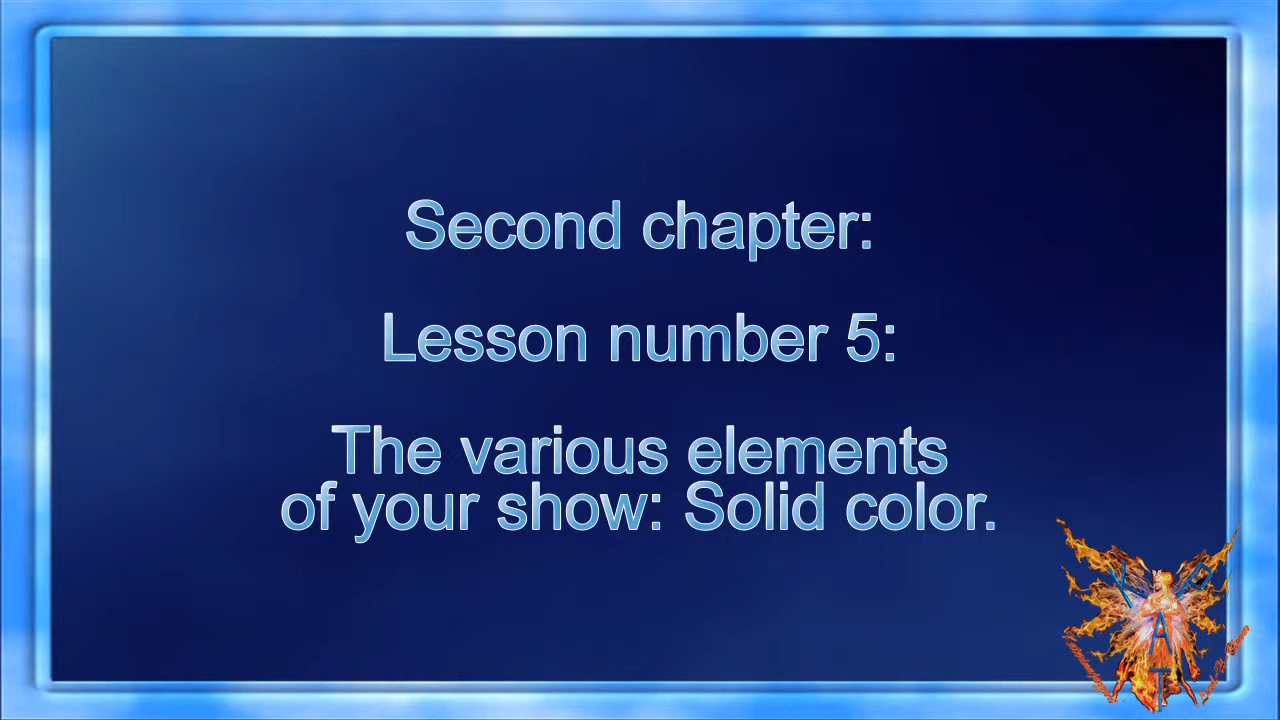 Second chapter:
Lesson number 5:
The various elements
of your show: Solid color.